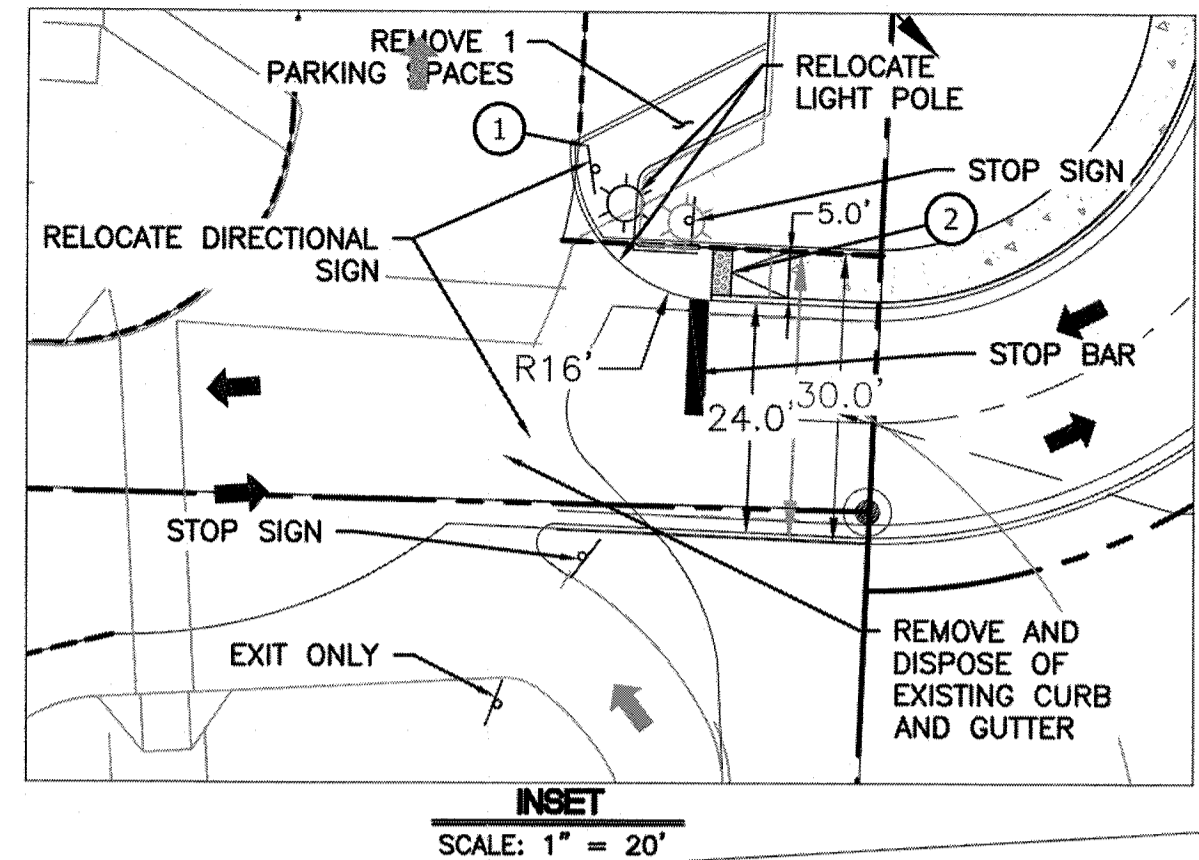 REMOVE 1
PARKING SPACES
RELOCATE
LIGHT POLE
1
STOP SIGN
5.0'
2
RELOCATE DIRECTIONAL
SIGN
R16'
STOP BAR
24.0'
30.0'
STOP SIGN
EXIT ONLY
REMOVE AND
DISPOSE OF
EXISTING CURB
AND GUTTER
INSET
SCALE: 1" = 20'